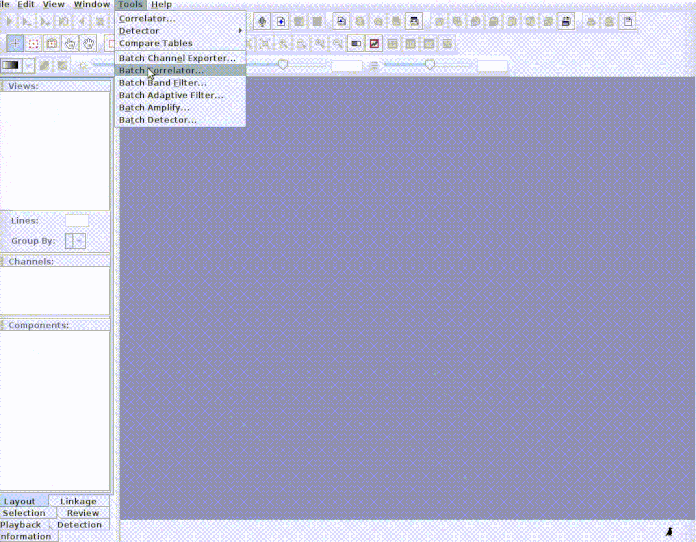 ile Edit View Window Tools Help
Correlator...
Detector
Compare Tables
Batch Channel Exporter...
Batch Correlator...
Batch Band Filter...
Batch Adaptive Filter...
Batch Amplify...
Batch Detector...
Views:
Lines:
Group By:
Channels:
Components:
Layout Linkage
Selection Review
Playback Detection
nformation